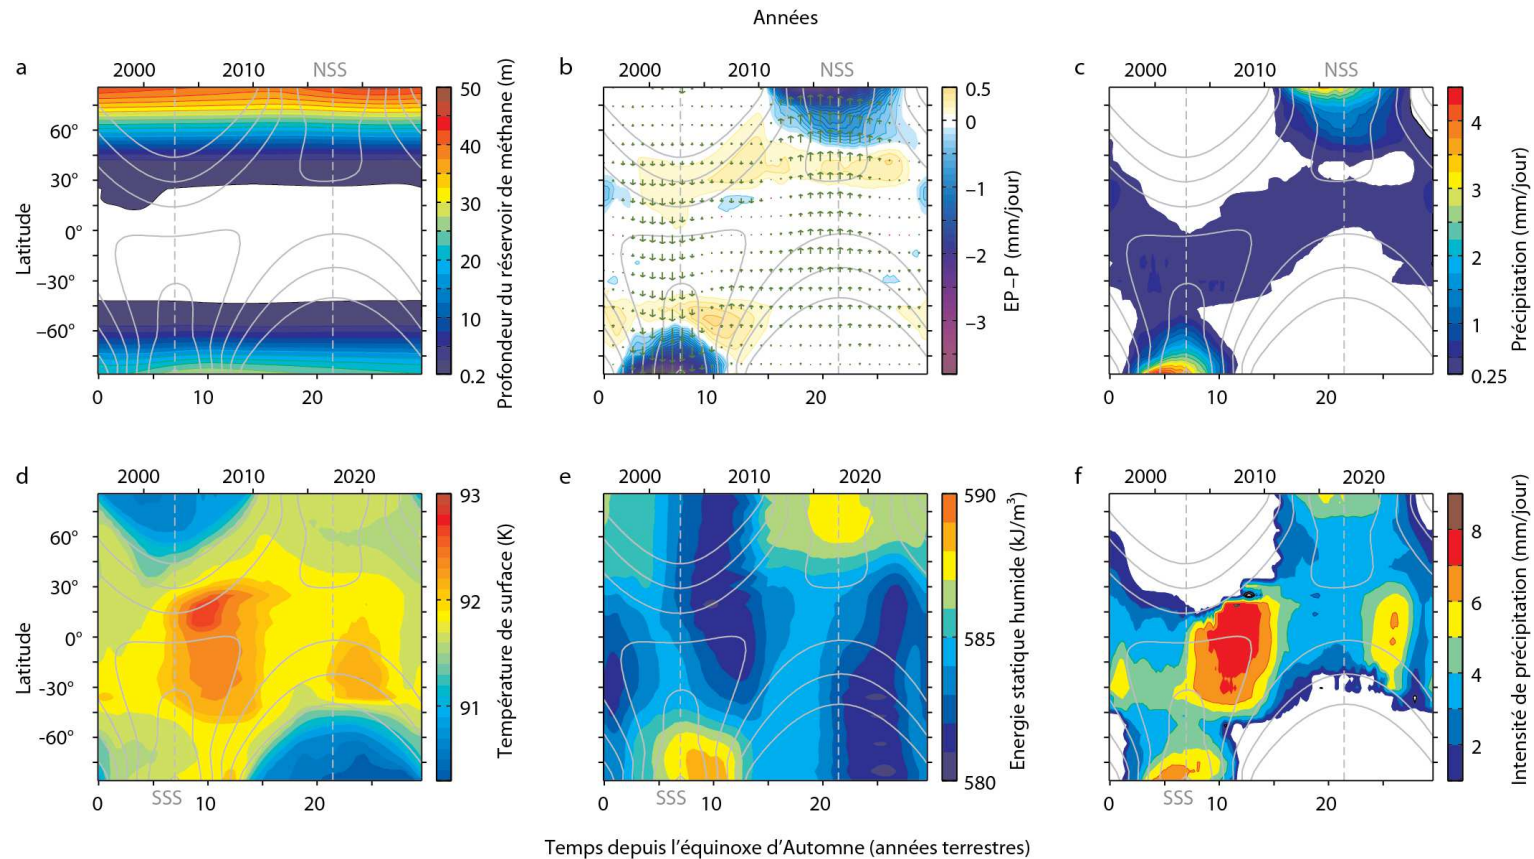 Années
a
2000 2010 NSS
60°
30°
0°
−30°
−60°
Latitude
0 10 20
50
40
30
20
10
0.2
Profondeur du réservoir de méthane (m)
b
2000 2010 NSS
0 10 20
0.5
0
−1
−2
−3
EP−P (mm/jour)
c
2000 2010 NSS
0 10 20
4
3
2
1
0.25
Précipitation (mm/jour)
d
2000 2010 2020
60°
30°
0°
-30°
-60°
Latitude
0 SSS 10 20
93
92
91
Température de surface (K)
e
2000 2010 2020
0 SSS 10 20
590
585
580
Energie statique humide (kJ/m³)
f
2000 2010 2020
0 SSS 10 20
8
6
4
2
Intensité de précipitation (mm/jour)
Temps depuis l'équinoxe d'Automne (années terrestres)